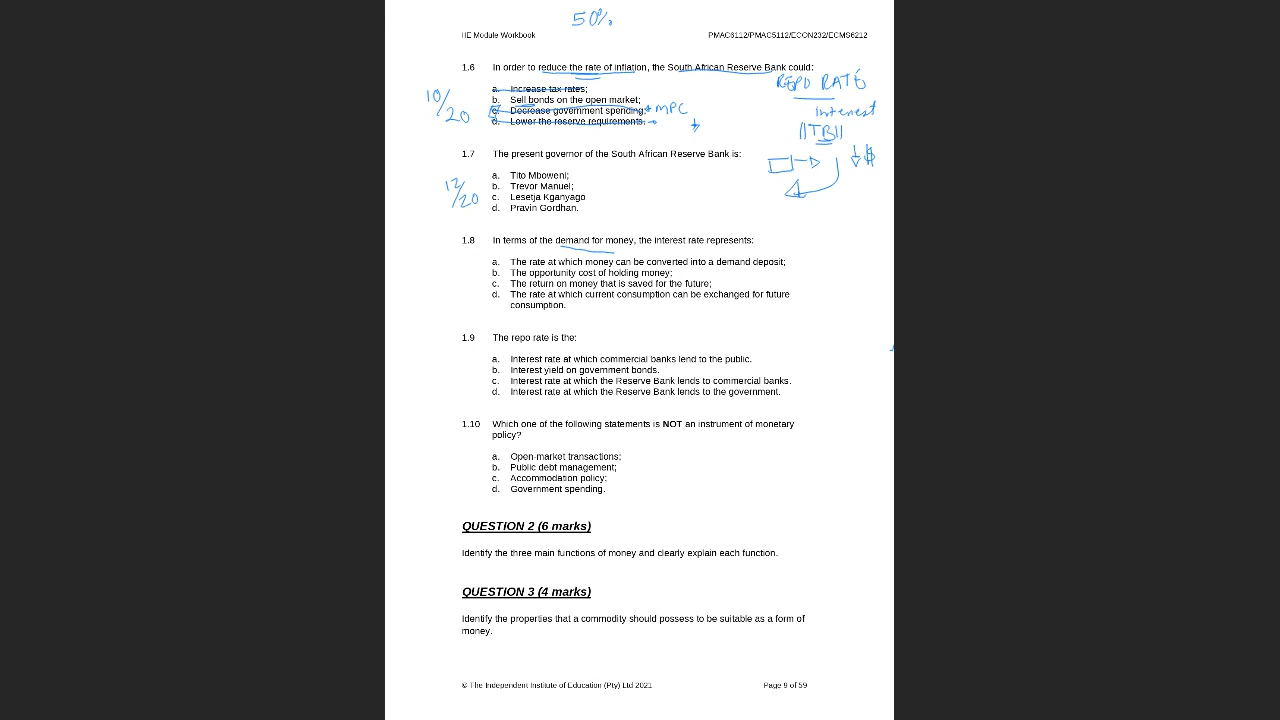 50%
IIE Module Workbook PMAC6112/PMAC5112/ECON232/ECMS6212
1.6 In order to reduce the rate of inflation, the South African Reserve Bank could:
REPO RATE
a. Increase tax rates;
b. Sell bonds on the open market;
10/20
c. Decrease government spending; MPC
interest
d. Lower the reserve requirements.
TB
1.7 The present governor of the South African Reserve Bank is:
$
a. Tito Mboweni;
b. Trevor Manuel;
12/20
c. Lesetja Kganyago
d. Pravin Gordhan.
1.8 In terms of the demand for money, the interest rate represents:
a. The rate at which money can be converted into a demand deposit;
b. The opportunity cost of holding money;
c. The return on money that is saved for the future;
d. The rate at which current consumption can be exchanged for future
consumption.
1.9 The repo rate is the:
a. Interest rate at which commercial banks lend to the public.
b. Interest yield on government bonds.
c. Interest rate at which the Reserve Bank lends to commercial banks.
d. Interest rate at which the Reserve Bank lends to the government.
1.10 Which one of the following statements is NOT an instrument of monetary
policy?
a. Open-market transactions;
b. Public debt management;
c. Accommodation policy;
d. Government spending.
QUESTION 2 (6 marks)
Identify the three main functions of money and clearly explain each function.
QUESTION 3 (4 marks)
Identify the properties that a commodity should possess to be suitable as a form of
money.
© The Independent Institute of Education (Pty) Ltd 2021 Page 9 of 59